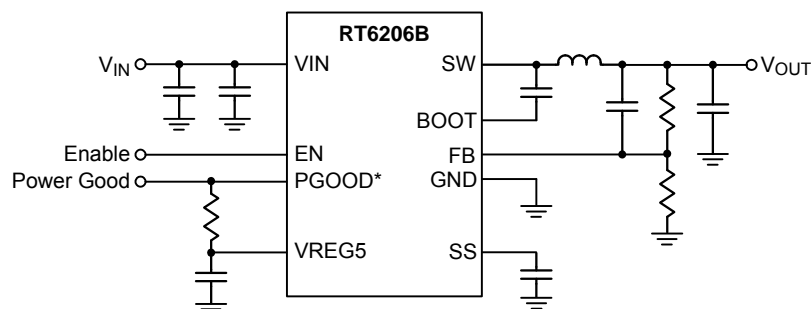 RT6206B
V_IN
VIN
SW
V_OUT
BOOT
Enable
EN
FB
Power Good
PGOOD*
GND
VREG5
SS